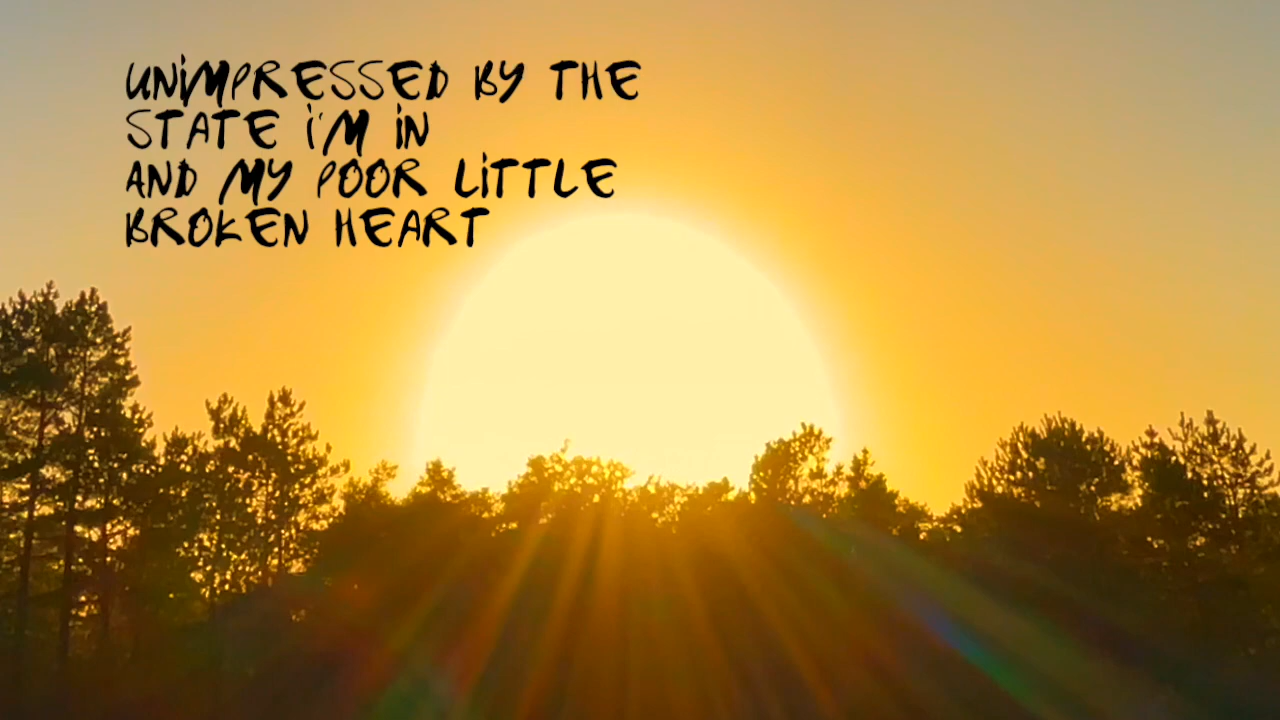 UNIMPRESSED BY THE
STATE I'M IN
AND MY POOR LITTLE
BROKEN HEART